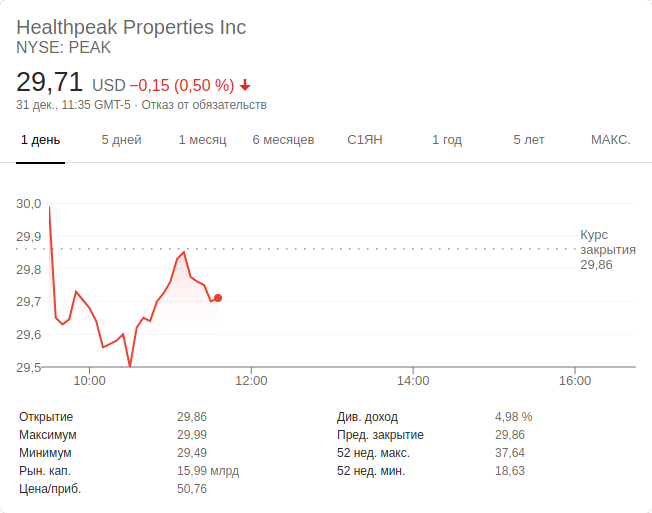 Healthpeak Properties Inc
NYSE: PEAK
29,71 USD −0,15 (0,50 %)
31 дек., 11:35 GMT-5 · Отказ от обязательств
1 день 5 дней 1 месяц 6 месяцев С1ЯН 1 год 5 лет МАКС.
30,0
29,9
29,8
29,7
29,6
29,5
Курс
закрытия
29,86
10:00 12:00 14:00 16:00
Открытие 29,86
Максимум 29,99
Минимум 29,49
Рын. кап. 15,99 млрд
Цена/приб. 50,76
Див. доход 4,98 %
Пред. закрытие 29,86
52 нед. макс. 37,64
52 нед. мин. 18,63